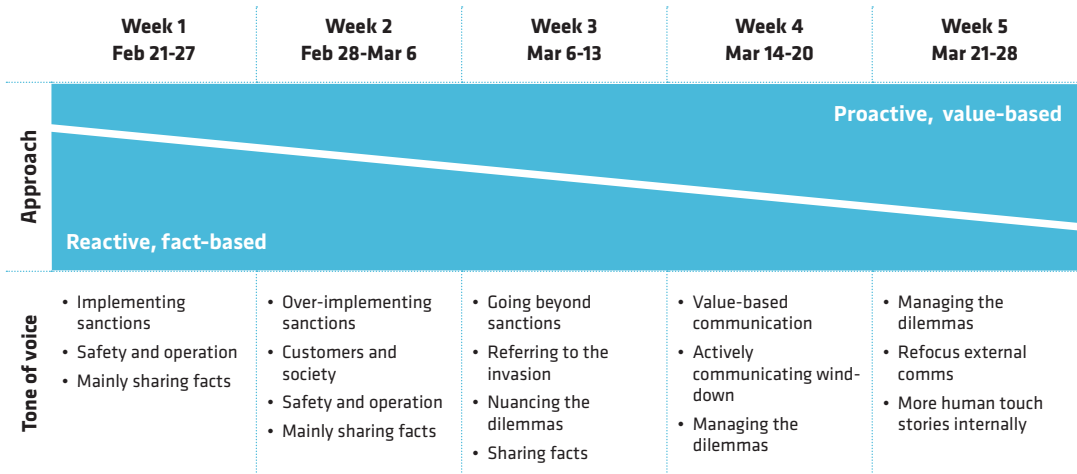 Week 1
Feb 21-27
Week 2
Feb 28-Mar 6
Week 3
Mar 6-13
Week 4
Mar 14-20
Week 5
Mar 21-28
Approach
Proactive, value-based
Reactive, fact-based
Tone of voice
• Implementing
sanctions
• Safety and operation
• Mainly sharing facts
• Over-implementing
sanctions
• Customers and
society
• Safety and operation
• Mainly sharing facts
• Going beyond
sanctions
• Referring to the
invasion
• Nuancing the
dilemmas
• Sharing facts
• Value-based
communication
• Actively
communicating wind-
down
• Managing the
dilemmas
• Managing the
dilemmas
• Refocus external
comms
• More human touch
stories internally